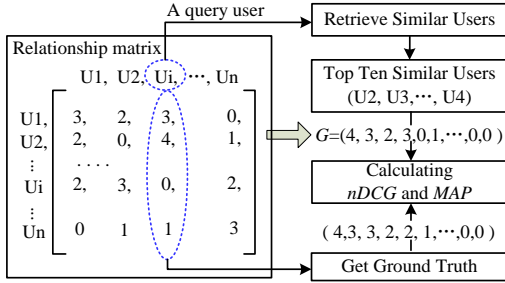 A query user
Retrieve Similar Users
Relationship matrix
U1, U2, Ui, ···, Un
Top Ten Similar Users
(U2, U3,···, U4)
U1, 3, 2, 3, 0,
U2, 2, 0, 4, 1,
⋮ ····
Ui 2, 3, 0, 2,
⋮
Un 0 1 1 3
G=(4, 3, 2, 3,0,1,···,0,0 )
Calculating
nDCG and MAP
( 4,3, 3, 2, 2, 1,···,0,0 )
Get Ground Truth